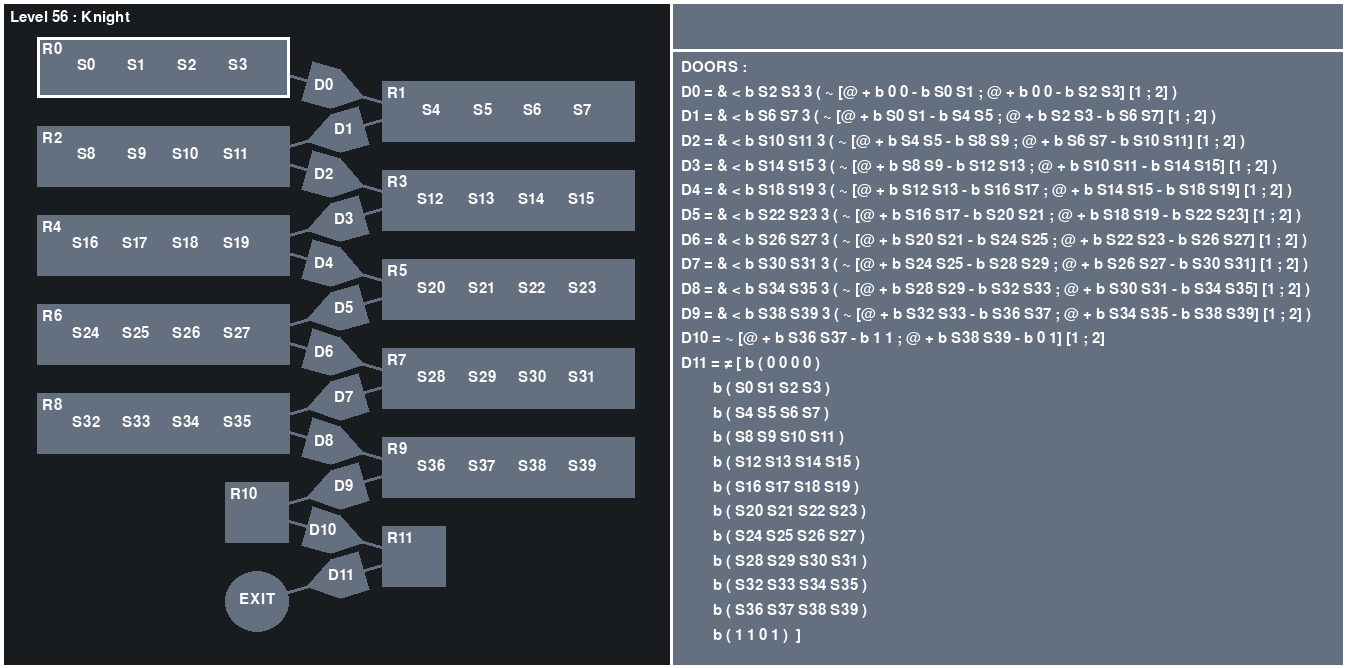 Level 56 : Knight
R0
S0 S1 S2 S3
D0
R1
S4 S5 S6 S7
D1
R2
S8 S9 S10 S11
D2
R3
S12 S13 S14 S15
D3
R4
S16 S17 S18 S19
D4
R5
S20 S21 S22 S23
D5
R6
S24 S25 S26 S27
D6
R7
S28 S29 S30 S31
D7
R8
S32 S33 S34 S35
D8
R9
S36 S37 S38 S39
D9
R10
D10
R11
D11
EXIT
DOORS :
D0 = & < b S2 S3 3 ( ~ [@ + b 0 0 - b S0 S1 ; @ + b 0 0 - b S2 S3] [1 ; 2] )
D1 = & < b S6 S7 3 ( ~ [@ + b S0 S1 - b S4 S5 ; @ + b S2 S3 - b S6 S7] [1 ; 2] )
D2 = & < b S10 S11 3 ( ~ [@ + b S4 S5 - b S8 S9 ; @ + b S6 S7 - b S10 S11] [1 ; 2] )
D3 = & < b S14 S15 3 ( ~ [@ + b S8 S9 - b S12 S13 ; @ + b S10 S11 - b S14 S15] [1 ; 2] )
D4 = & < b S18 S19 3 ( ~ [@ + b S12 S13 - b S16 S17 ; @ + b S14 S15 - b S18 S19] [1 ; 2] )
D5 = & < b S22 S23 3 ( ~ [@ + b S16 S17 - b S20 S21 ; @ + b S18 S19 - b S22 S23] [1 ; 2] )
D6 = & < b S26 S27 3 ( ~ [@ + b S20 S21 - b S24 S25 ; @ + b S22 S23 - b S26 S27] [1 ; 2] )
D7 = & < b S30 S31 3 ( ~ [@ + b S24 S25 - b S28 S29 ; @ + b S26 S27 - b S30 S31] [1 ; 2] )
D8 = & < b S34 S35 3 ( ~ [@ + b S28 S29 - b S32 S33 ; @ + b S30 S31 - b S34 S35] [1 ; 2] )
D9 = & < b S38 S39 3 ( ~ [@ + b S32 S33 - b S36 S37 ; @ + b S34 S35 - b S38 S39] [1 ; 2] )
D10 = ~ [@ + b S36 S37 - b 1 1 ; @ + b S38 S39 - b 0 1] [1 ; 2]
D11 = ≠ [ b ( 0 0 0 0 )
b ( S0 S1 S2 S3 )
b ( S4 S5 S6 S7 )
b ( S8 S9 S10 S11 )
b ( S12 S13 S14 S15 )
b ( S16 S17 S18 S19 )
b ( S20 S21 S22 S23 )
b ( S24 S25 S26 S27 )
b ( S28 S29 S30 S31 )
b ( S32 S33 S34 S35 )
b ( S36 S37 S38 S39 )
b ( 1 1 0 1 ) ]